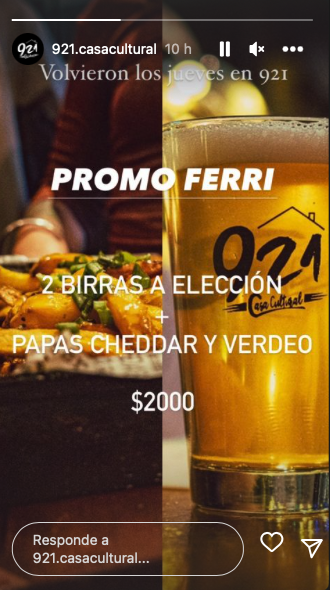 921
921.casacultural 10 h
Volvieron los jueves en 921
PROMO FERRI
921
Casa Cultural
2 BIRRAS A ELECCIÓN
+
PAPAS CHEDDAR Y VERDEO
$2000
Responde a
921.casacultural...